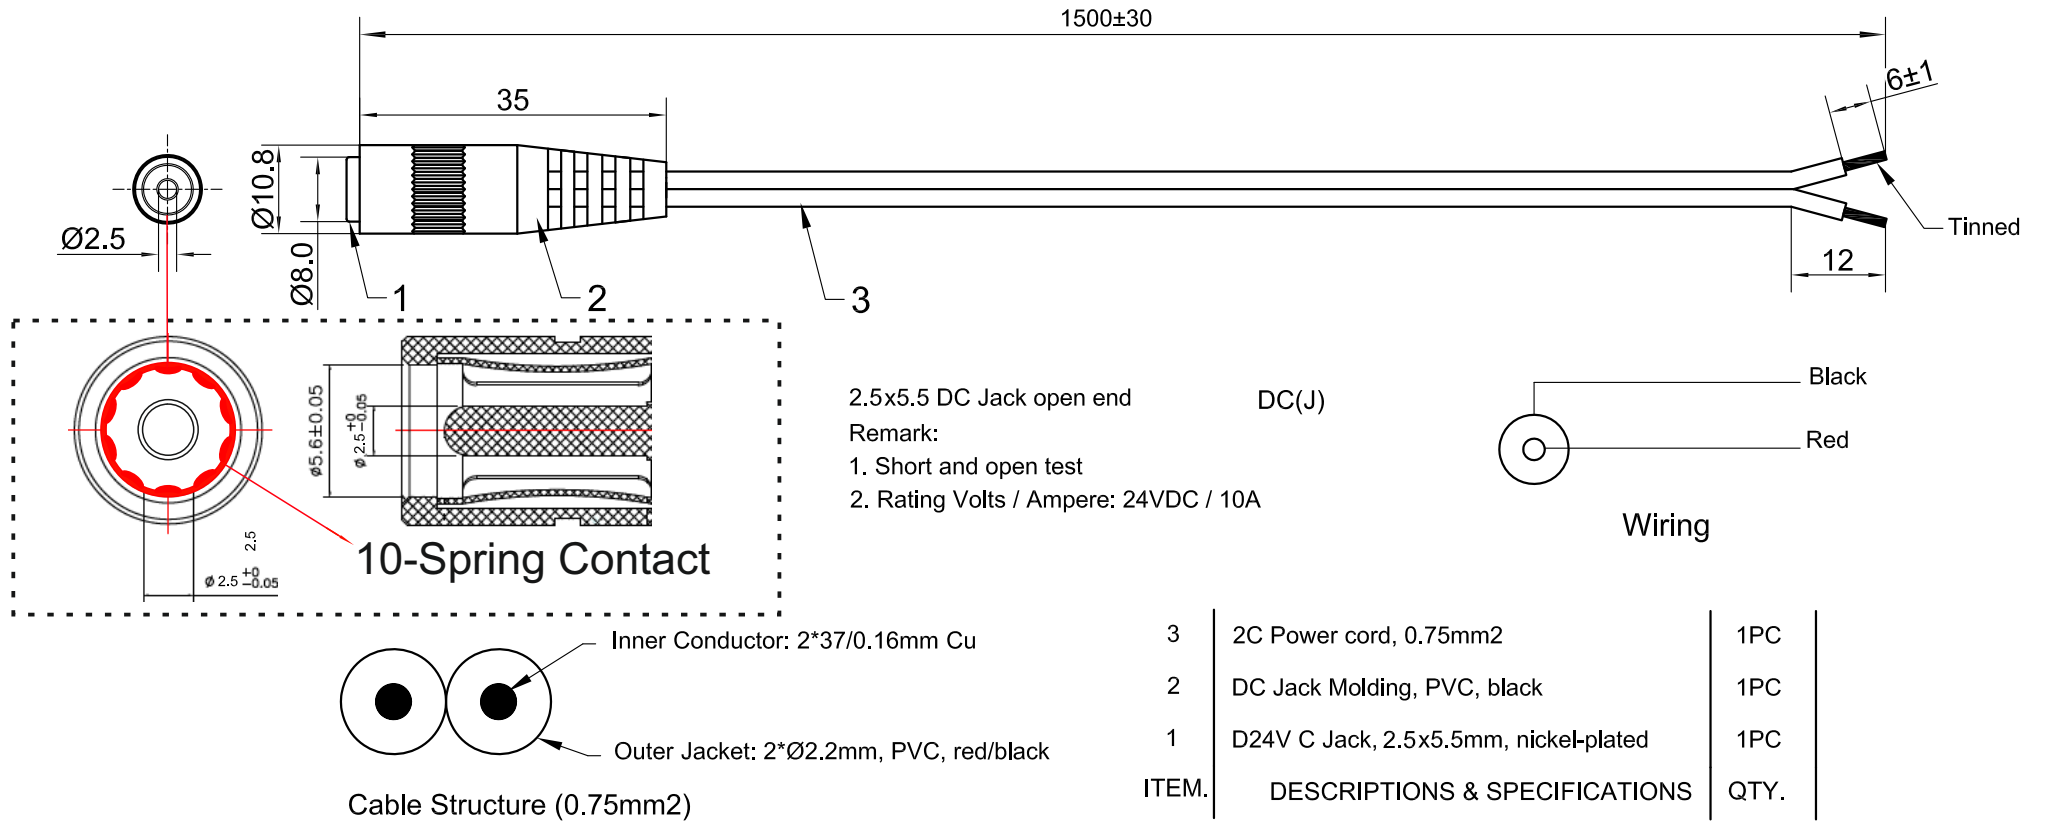 1500±30
35
6±1
Ø10.8
Ø8.0
Ø2.5
Tinned
12
1
2
3
ø5.6±0.05
ø 2.5 +0 -0.05
2.5
ø 2.5 +0 -0.05
10-Spring Contact
2.5x5.5 DC Jack open end
DC(J)
Remark:
1. Short and open test
2. Rating Volts / Ampere: 24VDC / 10A
Black
Red
Wiring
Inner Conductor: 2*37/0.16mm Cu
Outer Jacket: 2*Ø2.2mm, PVC, red/black
Cable Structure (0.75mm2)
3 2C Power cord, 0.75mm2 1PC
2 DC Jack Molding, PVC, black 1PC
1 D24V C Jack, 2.5x5.5mm, nickel-plated 1PC
ITEM. DESCRIPTIONS & SPECIFICATIONS QTY.